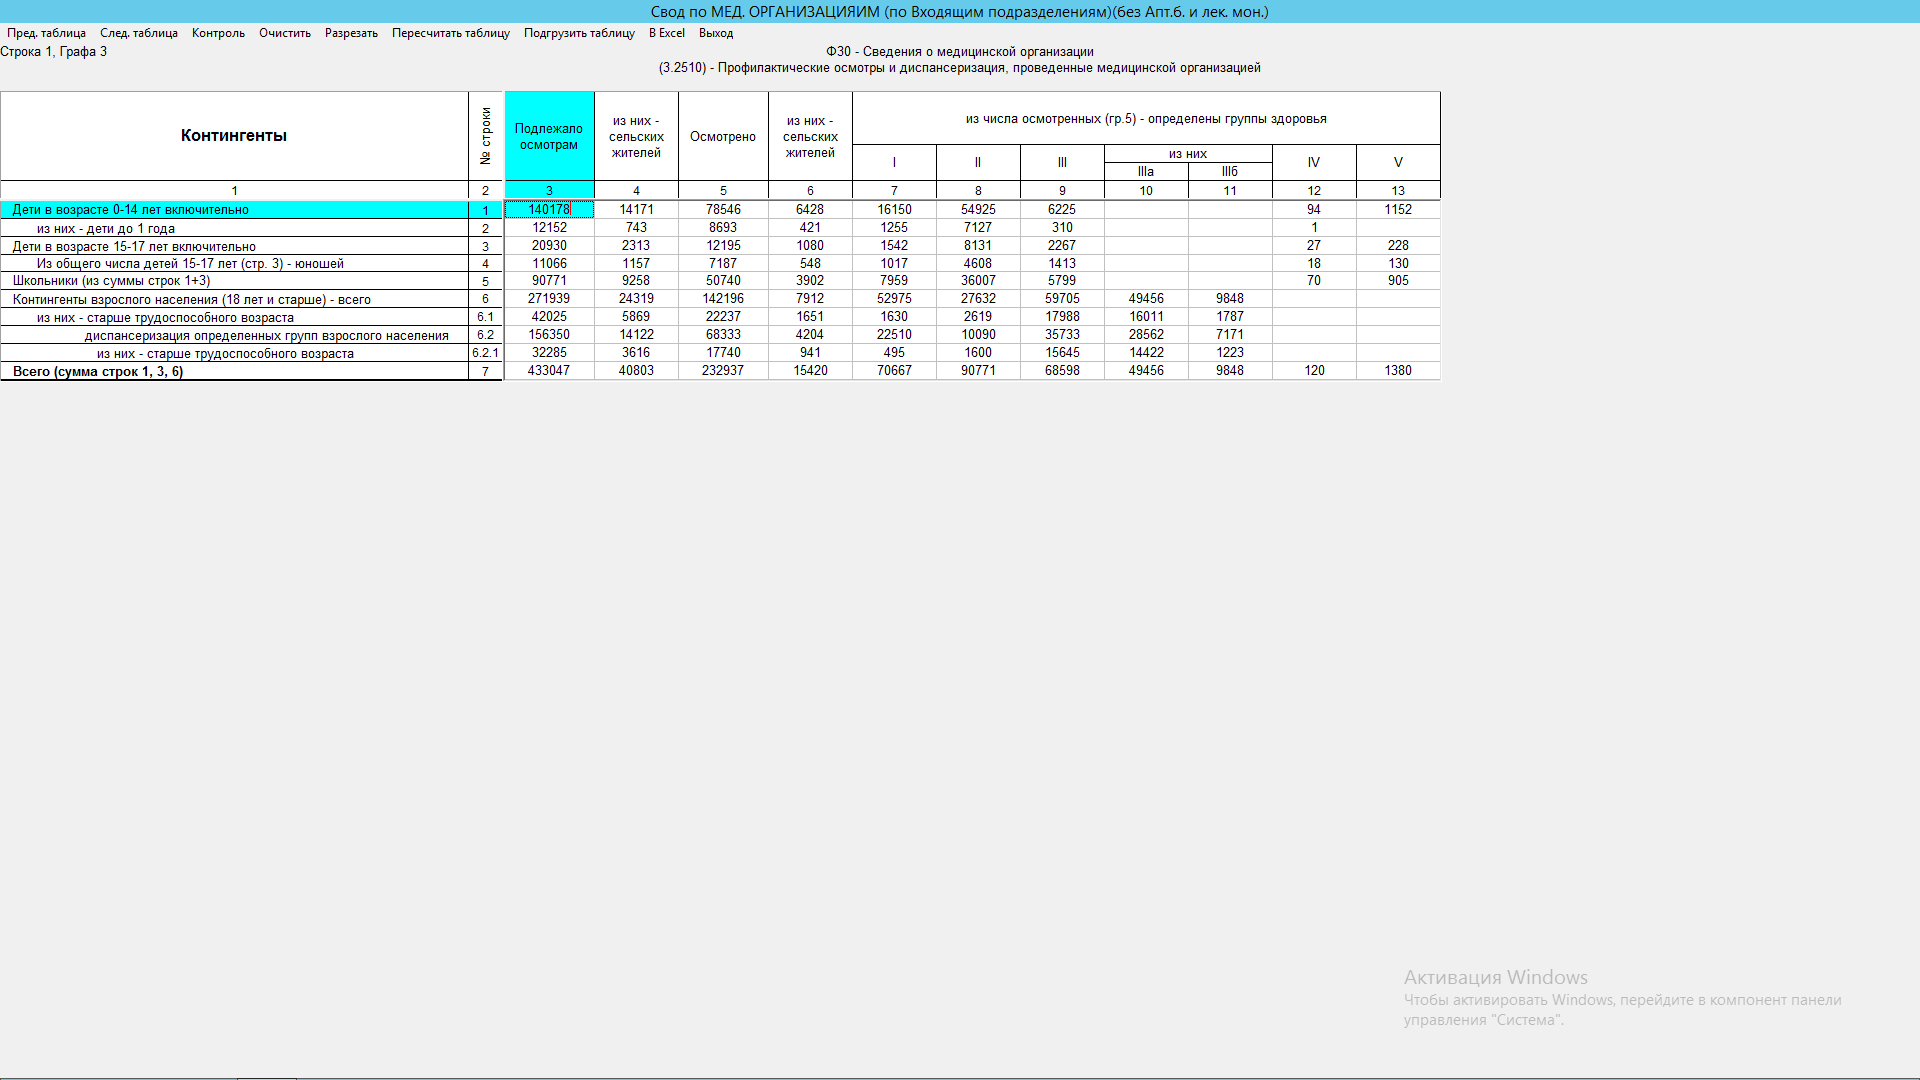 Свод по МЕД. ОРГАНИЗАЦИЯИМ (по Входящим подразделениям)(без Апт.б. и лек. мон.)
Пред. таблица След. таблица Контроль Очистить Разрезать Пересчитать таблицу Подгрузить таблицу В Excel Выход
Строка 1, Графа 3
Ф30 - Сведения о медицинской организации
(3.2510) - Профилактические осмотры и диспансеризация, проведенные медицинской организацией
Контингенты
№ строки
Подлежало
осмотрам
из них -
сельских
жителей
Осмотрено
из них -
сельских
жителей
из числа осмотренных (гр.5) - определены группы здоровья
I II III из них IV V
IIIа IIIб
1 2 3 4 5 6 7 8 9 10 11 12 13
Дети в возрасте 0-14 лет включительно 1 140178 14171 78546 6428 16150 54925 6225 94 1152
из них - дети до 1 года 2 12152 743 8693 421 1255 7127 310 1
Дети в возрасте 15-17 лет включительно 3 20930 2313 12195 1080 1542 8131 2267 27 228
Из общего числа детей 15-17 лет (стр. 3) - юношей 4 11066 1157 7187 548 1017 4608 1413 18 130
Школьники (из суммы строк 1+3) 5 90771 9258 50740 3902 7959 36007 5799 70 905
Контингенты взрослого населения (18 лет и старше) - всего 6 271939 24319 142196 7912 52975 27632 59705 49456 9848
из них - старше трудоспособного возраста 6.1 42025 5869 22237 1651 1630 2619 17988 16011 1787
диспансеризация определенных групп взрослого населения 6.2 156350 14122 68333 4204 22510 10090 35733 28562 7171
из них - старше трудоспособного возраста 6.2.1 32285 3616 17740 941 495 1600 15645 14422 1223
Всего (сумма строк 1, 3, 6) 7 433047 40803 232937 15420 70667 90771 68598 49456 9848 120 1380
Активация Windows
Чтобы активировать Windows, перейдите в компонент панели
управления "Система".